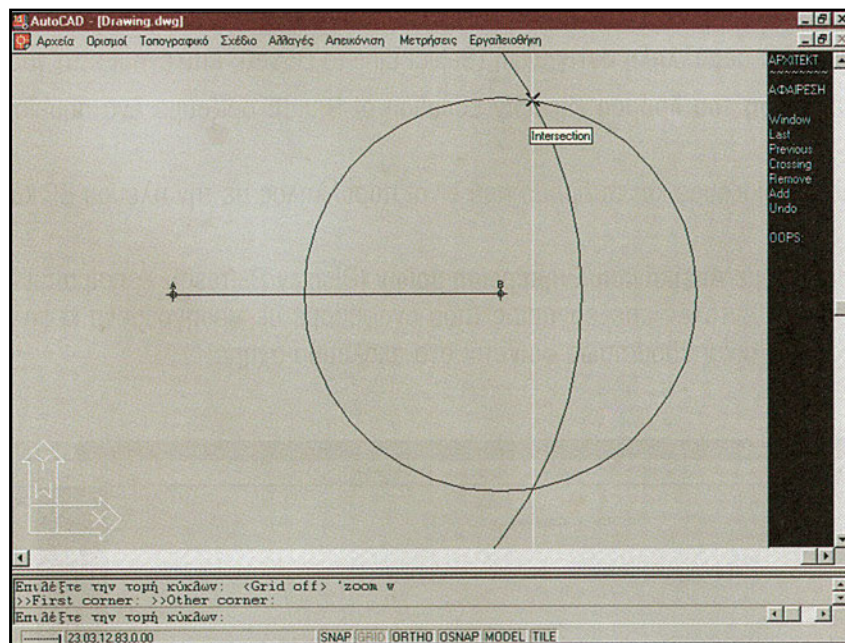 AutoCAD - [Drawing.dwg]
Αρχεία Ορισμοί Τοπογραφικό Σχέδιο Αλλαγές Απεικόνιση Μετρήσεις Εργαλειοθήκη
ΑΡΧΙΤΕΚΤ
~~~~~~~~
ΑΦΑΙΡΕΣΗ
Window
Last
Previous
Crossing
Remove
Add
Undo
OOPS:
Intersection
A
B
W
X
Επιλέξτε την τομή κύκλων: <Grid off> 'zoom w
>>First corner: >>Other corner:
Επιλέξτε την τομή κύκλων:
23.03,12.83,0.00 SNAP GRID ORTHO OSNAP MODEL TILE